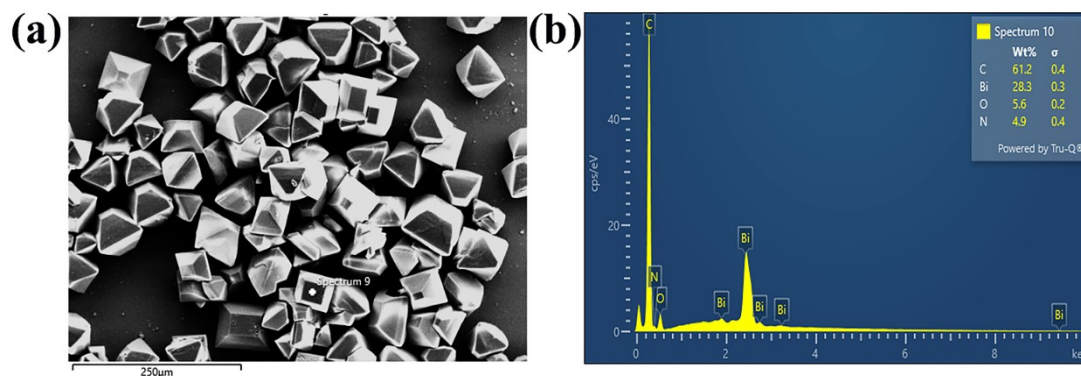 (a)
Spectrum 9
250µm
(b)
Spectrum 10
Wt% σ
C 61.2 0.4
Bi 28.3 0.3
O 5.6 0.2
N 4.9 0.4
Powered by Tru-Q®
cps/eV
40
20
0
C
N
O
Bi
Bi
Bi
Bi
Bi
0 2 4 6 8 ke